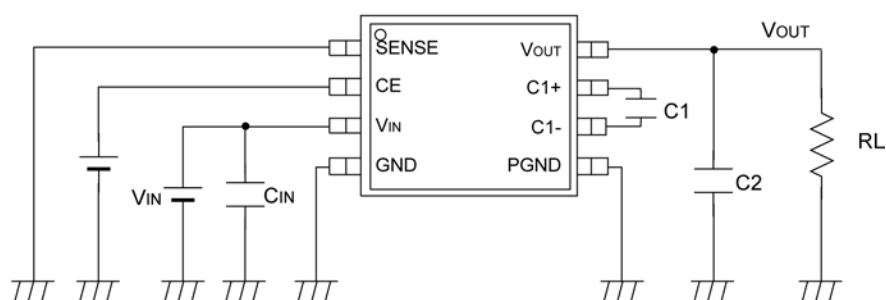 SENSE
CE
VIN
GND
VOUT
C1+
C1-
PGND
VIN
CIN
C1
C2
VOUT
RL